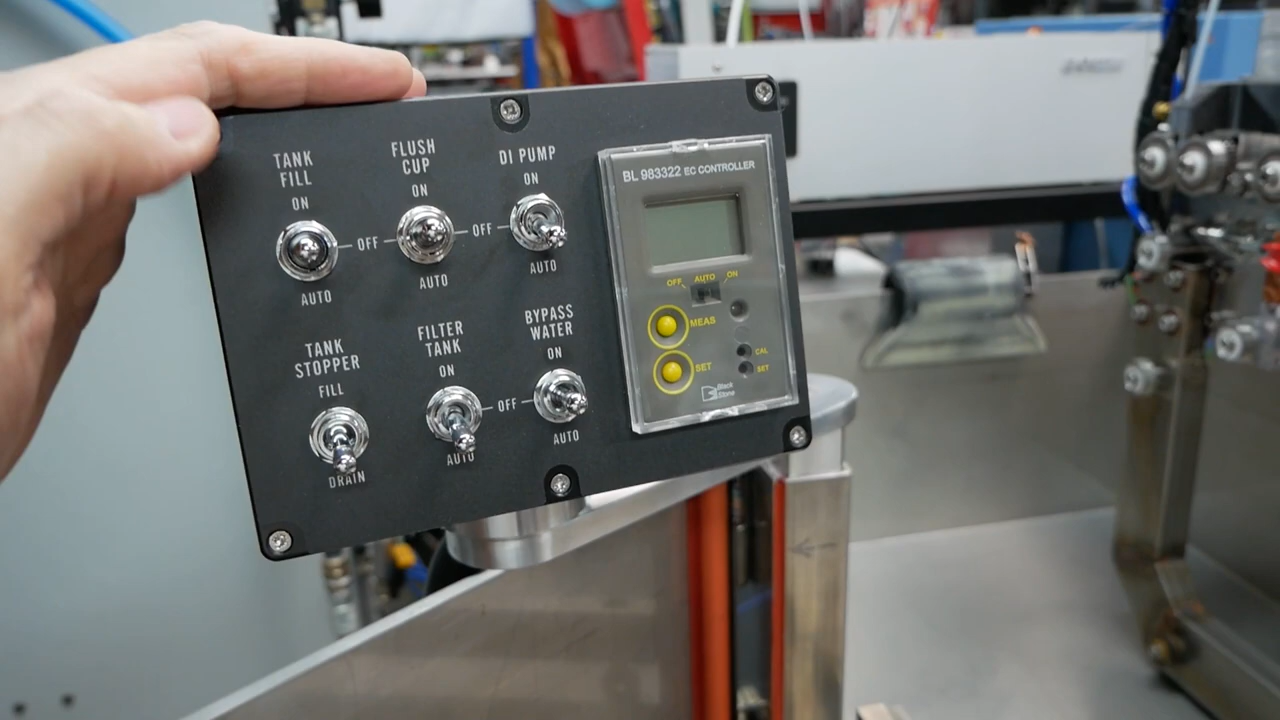 TANK
FILL
ON
OFF
AUTO
FLUSH
CUP
ON
OFF
AUTO
DI PUMP
ON
AUTO
TANK
STOPPER
FILL
DRAIN
FILTER
TANK
ON
OFF
AUTO
BYPASS
WATER
ON
AUTO
BL 983322 EC CONTROLLER
OFF AUTO ON
MEAS
SET
CAL
SET
Black
Stone